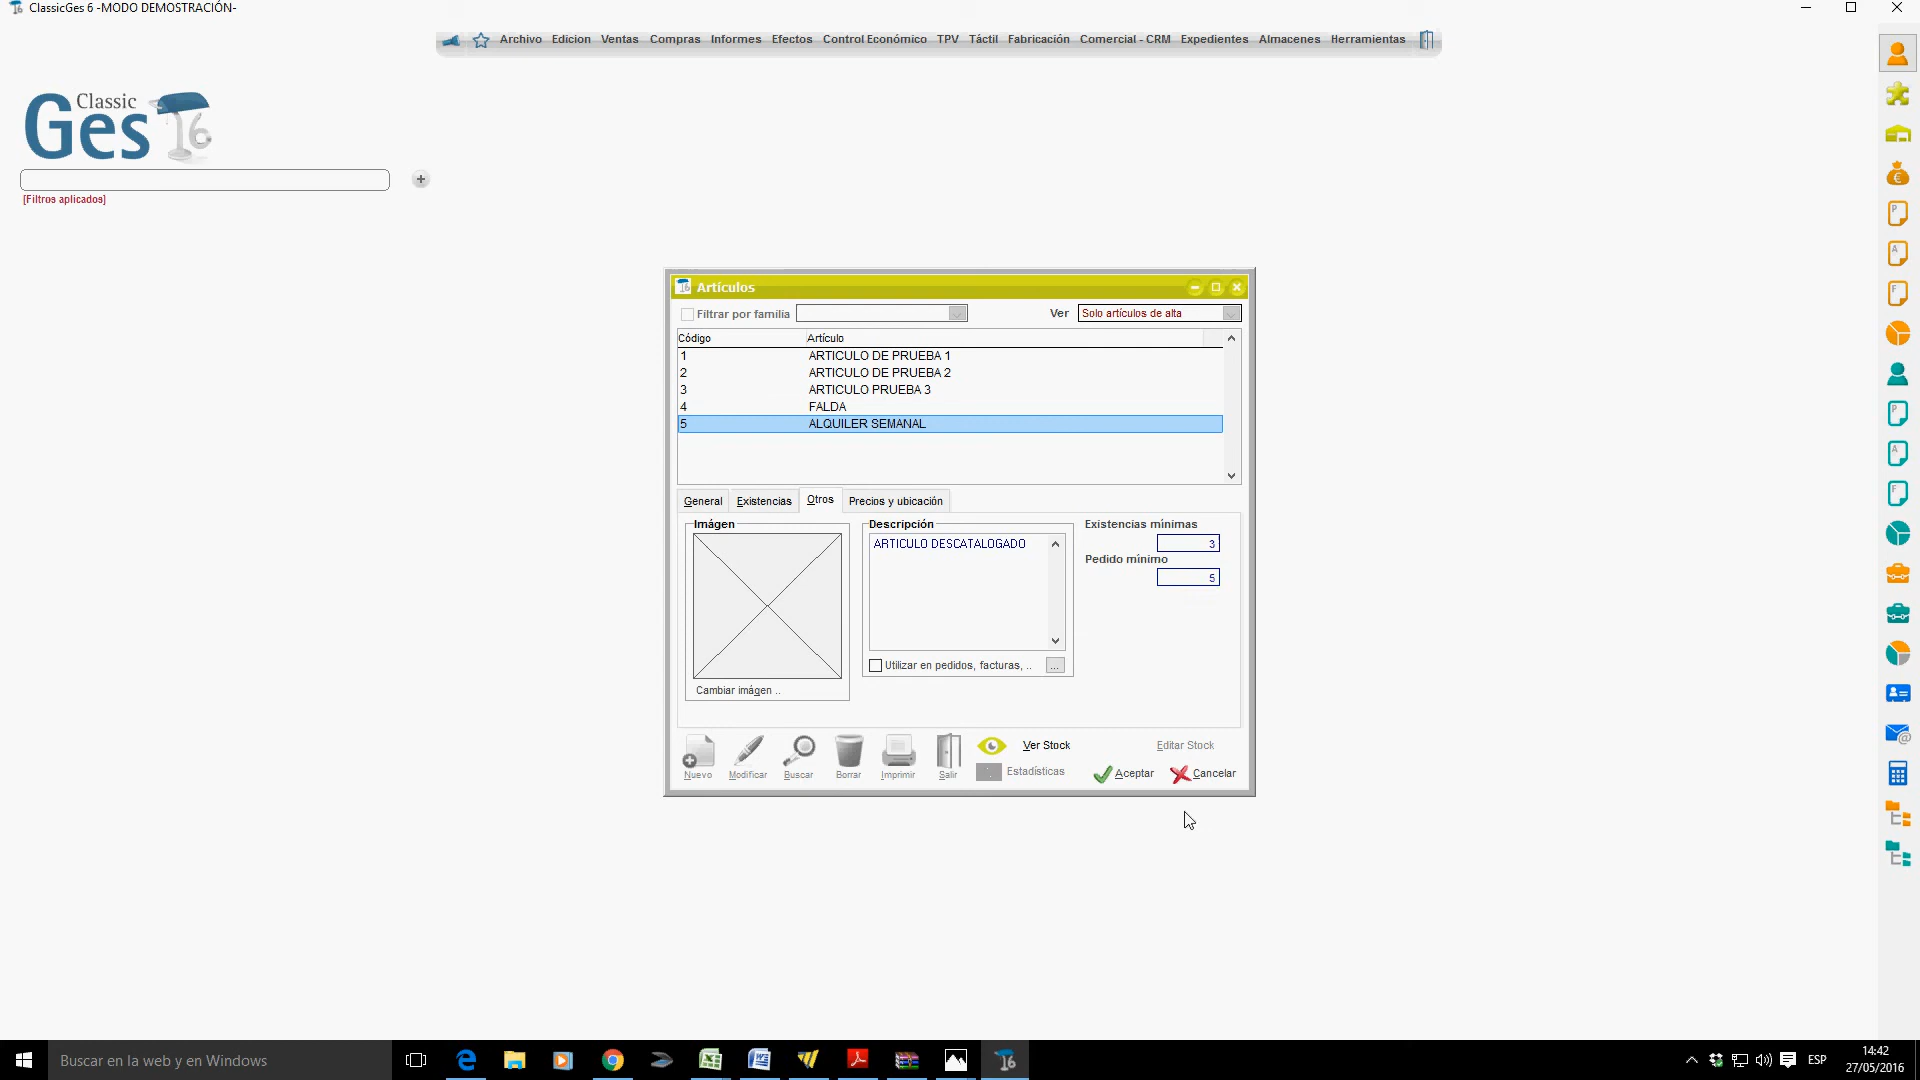 ClassicGes 6 -MODO DEMOSTRACIÓN-
Archivo Edicion Ventas Compras Informes Efectos Control Económico TPV Táctil Fabricación Comercial - CRM Expedientes Almacenes Herramientas
Classic
Ges 6
[Filtros aplicados]
Artículos
Filtrar por familia
Ver Solo artículos de alta
Código Artículo
1 ARTICULO DE PRUEBA 1
2 ARTICULO DE PRUEBA 2
3 ARTICULO PRUEBA 3
4 FALDA
5 ALQUILER SEMANAL
General Existencias Otros Precios y ubicación
Imágen
Cambiar imágen ..
Descripción
ARTICULO DESCATALOGADO
Utilizar en pedidos, facturas, .. ...
Existencias mínimas
3
Pedido mínimo
5
Nuevo Modificar Buscar Borrar Imprimir Salir
Ver Stock Editar Stock
Estadísticas Aceptar Cancelar
P
A
F
P
A
F
Buscar en la web y en Windows
ESP
14:42
27/05/2016